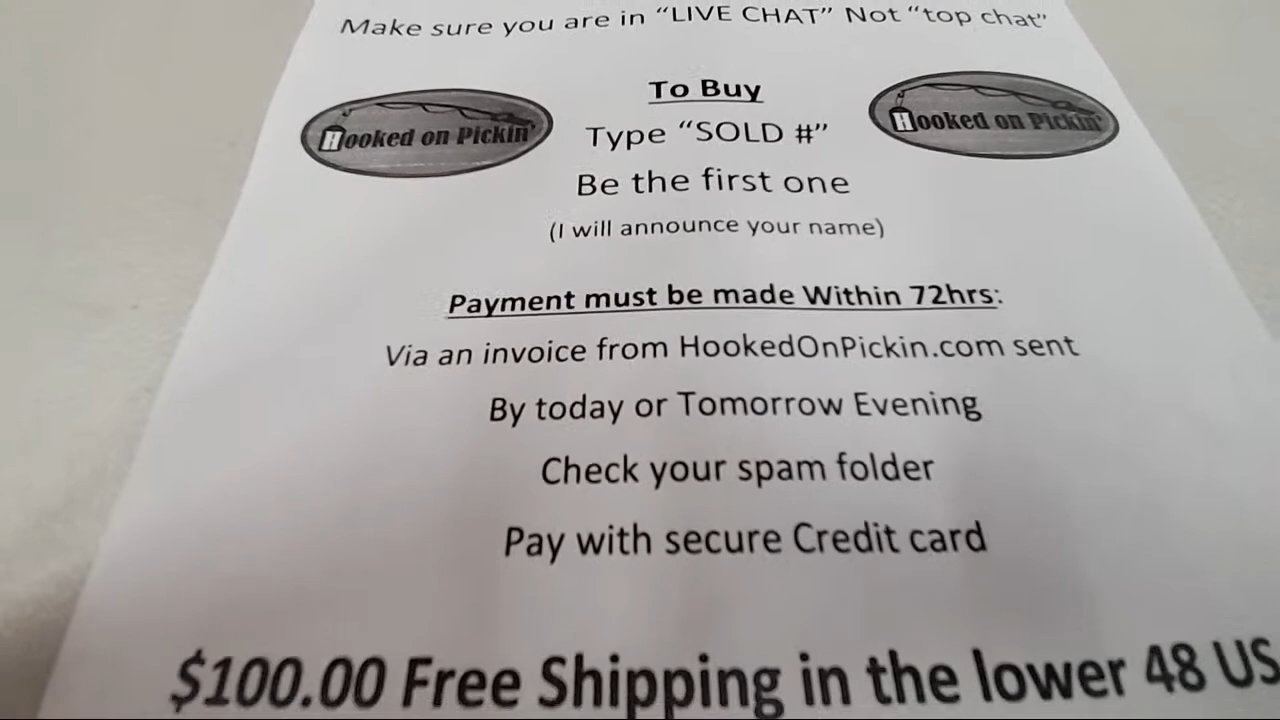 Make sure you are in “LIVE CHAT” Not “top chat”
Hooked on Pickin'
To Buy
Hooked on Pickin'
Type “SOLD #”
Be the first one
(I will announce your name)
Payment must be made Within 72hrs:
Via an invoice from HookedOnPickin.com sent
By today or Tomorrow Evening
Check your spam folder
Pay with secure Credit card
$100.00 Free Shipping in the lower 48 US